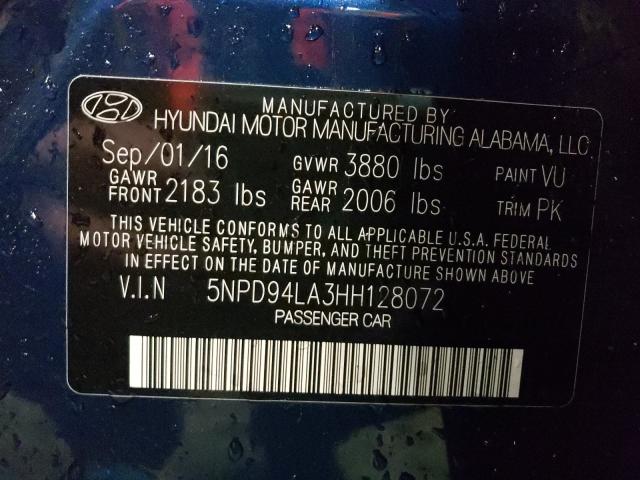 MANUFACTURED BY
HYUNDAI MOTOR MANUFACTURING ALABAMA, LLC
Sep/01/16 GVWR 3880 lbs PAINT VU
GAWR FRONT 2183 lbs GAWR REAR 2006 lbs TRIM PK
THIS VEHICLE CONFORMS TO ALL APPLICABLE U.S.A. FEDERAL
MOTOR VEHICLE SAFETY, BUMPER, AND THEFT PREVENTION STANDARDS
IN EFFECT ON THE DATE OF MANUFACTURE SHOWN ABOVE
V.I.N 5NPD94LA3HH128072
PASSENGER CAR